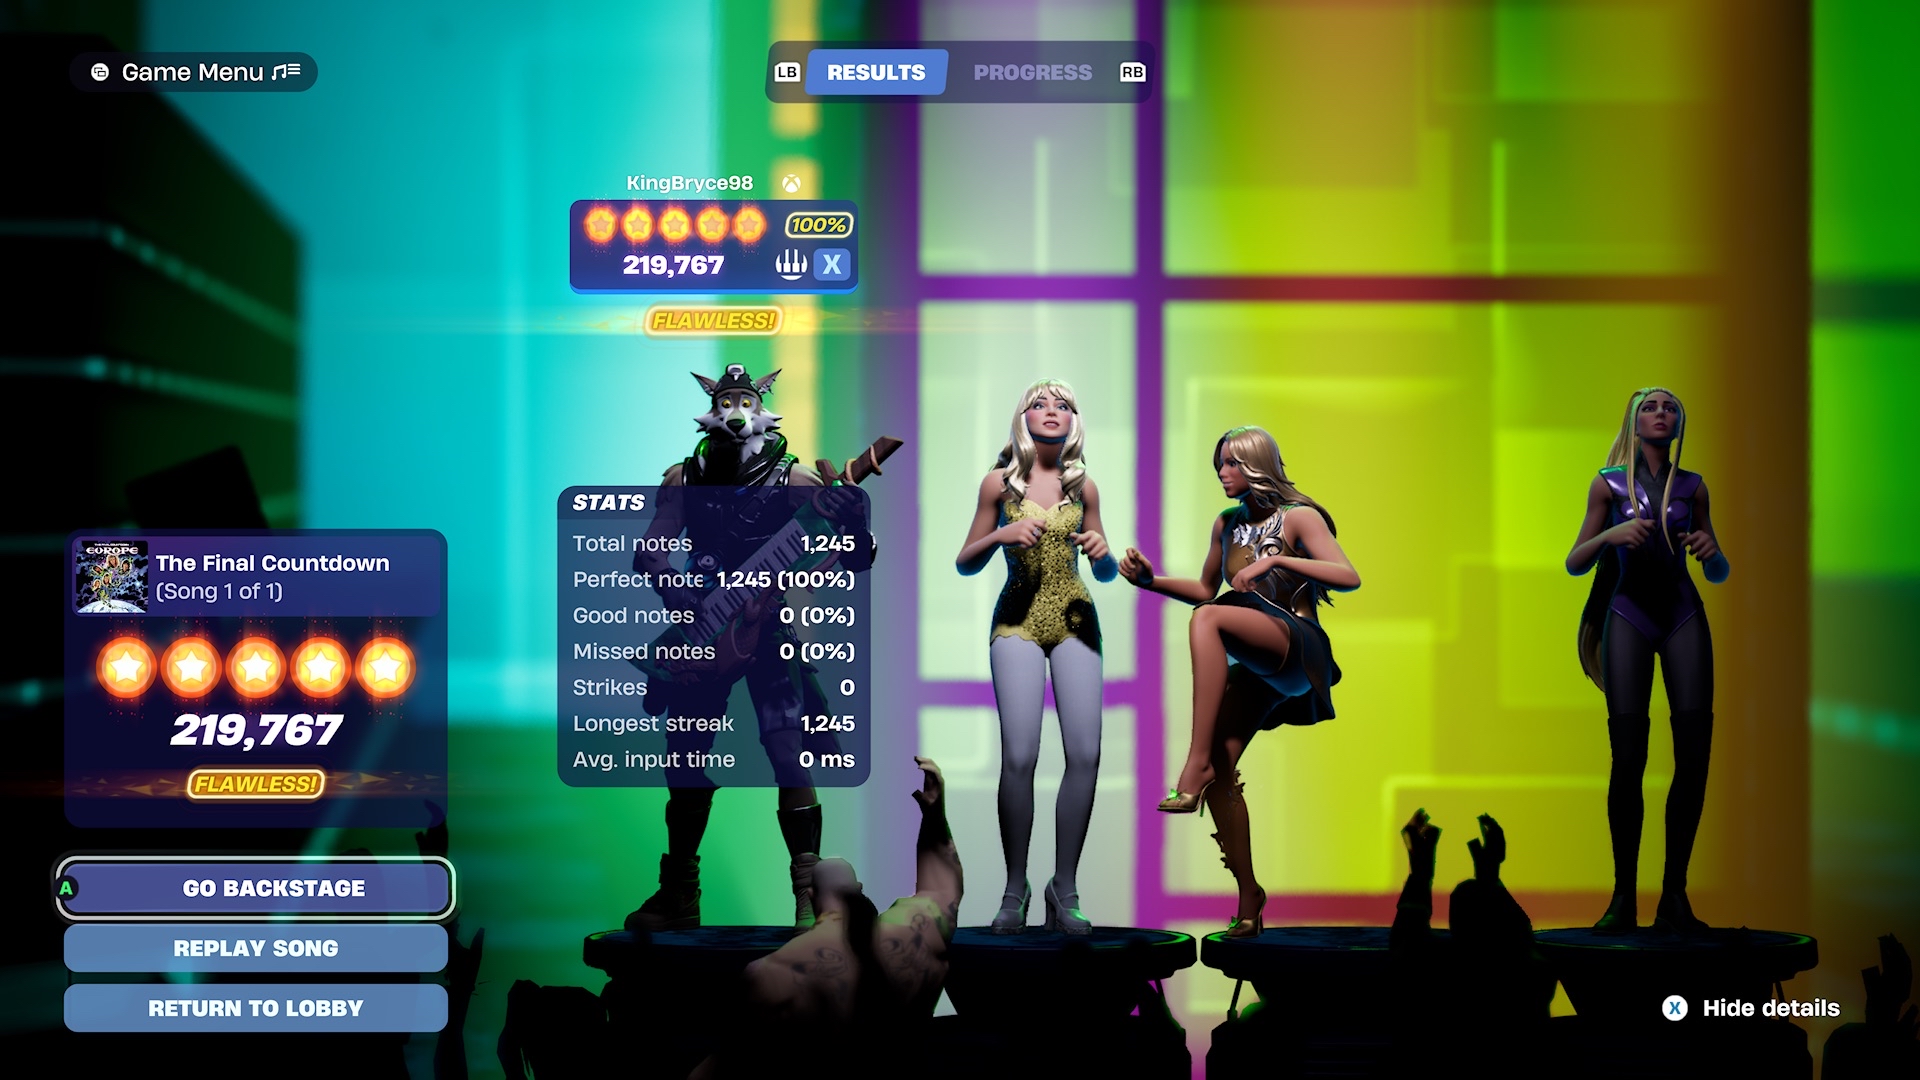 Game Menu
LB RESULTS PROGRESS RB
KingBryce98
100%
219,767
X
FLAWLESS!
STATS
Total notes 1,245
Perfect note 1,245 (100%)
Good notes 0 (0%)
Missed notes 0 (0%)
Strikes 0
Longest streak 1,245
Avg. input time 0 ms
EUROPE
The Final Countdown
(Song 1 of 1)
219,767
FLAWLESS!
A GO BACKSTAGE
REPLAY SONG
RETURN TO LOBBY
X Hide details